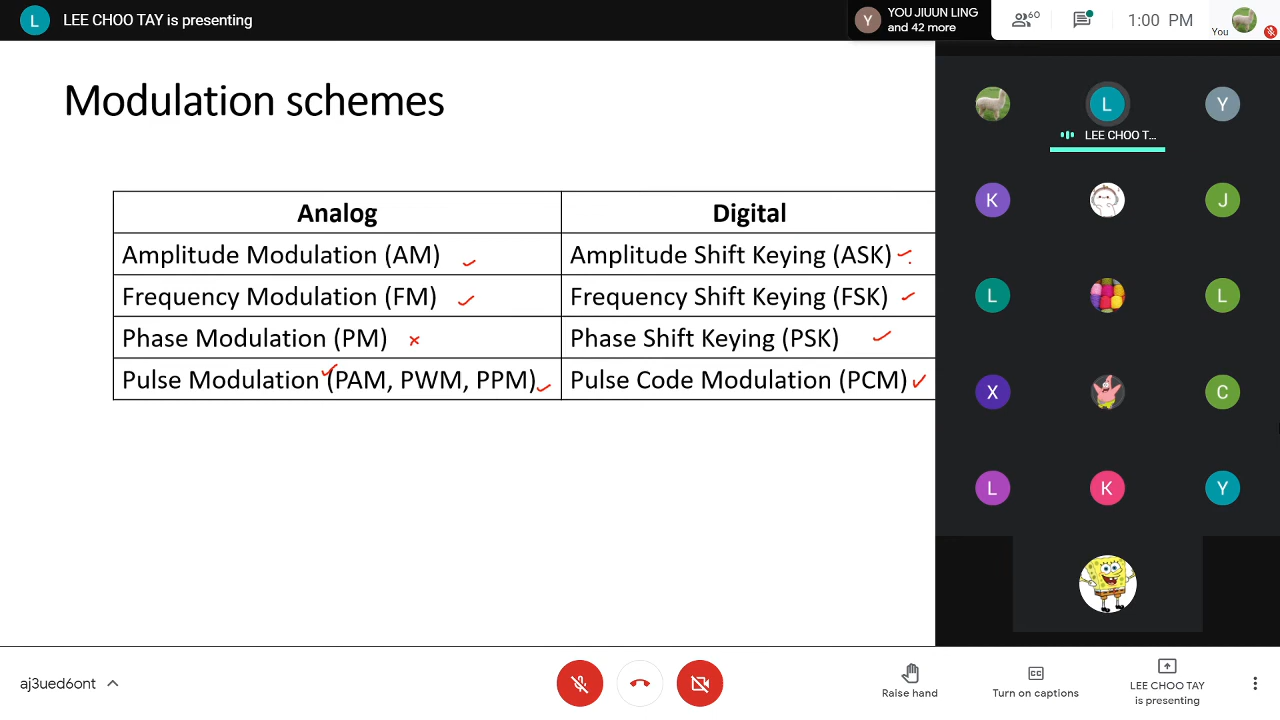 L LEE CHOO TAY is presenting
Y YOU JIUUN LING
and 42 more
60
1:00 PM
You
Modulation schemes
Analog Digital
Amplitude Modulation (AM) Amplitude Shift Keying (ASK)
Frequency Modulation (FM) Frequency Shift Keying (FSK)
Phase Modulation (PM) Phase Shift Keying (PSK)
Pulse Modulation (PAM, PWM, PPM) Pulse Code Modulation (PCM)
L Y
LEE CHOO T...
K J
L L
X C
L K Y
aj3ued6ont
Raise hand
CC
Turn on captions
LEE CHOO TAY
is presenting